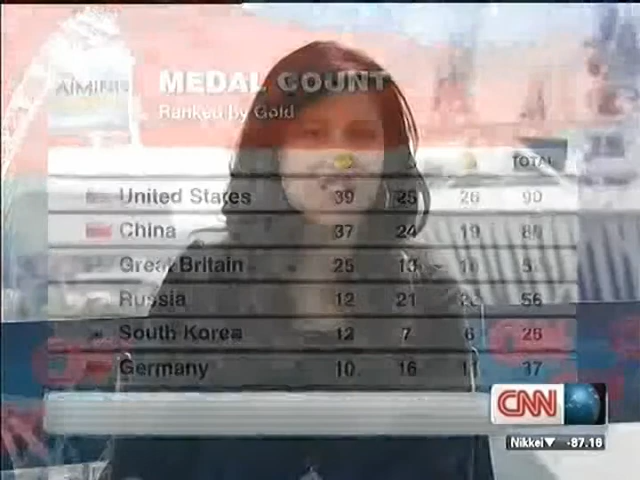 MEDAL COUNT
Ranked by Gold
TOTAL
United States 39 25 26 90
China 37 24 19 80
Great Britain 25 13
Russia 12 21 56
South Korea 12 7 6 25
Germany 10 16 11 37
CNN
Nikkei▼ -87.16